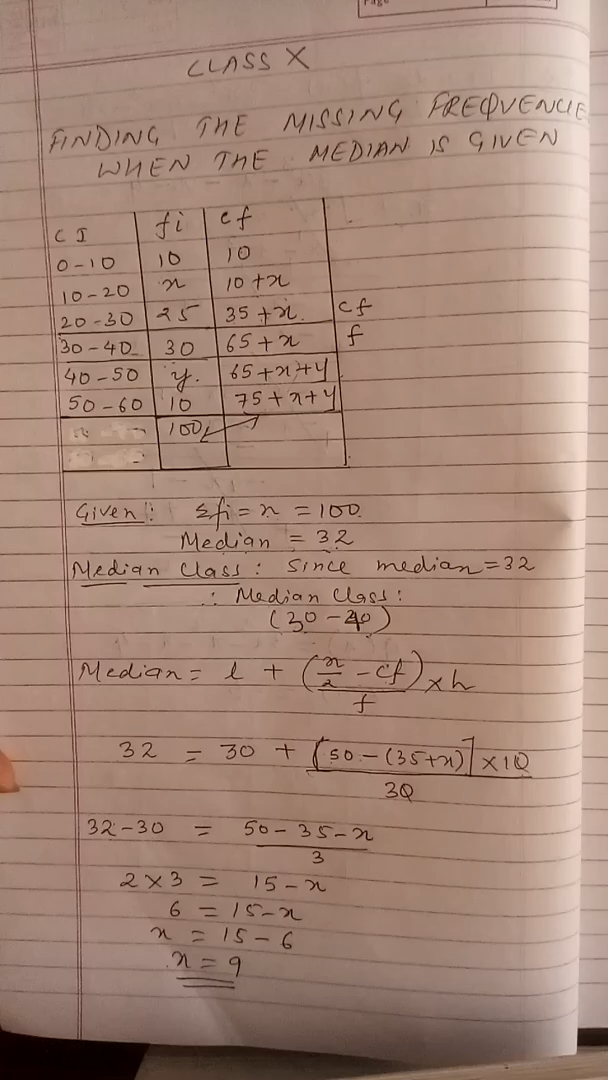 Page
CLASS X
FINDING THE MISSING FREQUENCIE
WHEN THE MEDIAN IS GIVEN
C I | fi | cf
0-10 | 10 | 10
10-20 | x | 10+x
20-30 | 25 | 35+x | cf
30-40 | 30 | 65+x | f
40-50 | y. | 65+x+y
50-60 | 10 | 75+x+y
100
Given: Σfi = n = 100.
Median = 32
Median Class: Since median = 32
∴ Median Class:
(30-40)
Median = l + (n/2 - cf)/f × h
32 = 30 + [50-(35+x)] × 10 / 30
32-30 = 50-35-x / 3
2×3 = 15-x
6 = 15-x
x = 15-6
x = 9